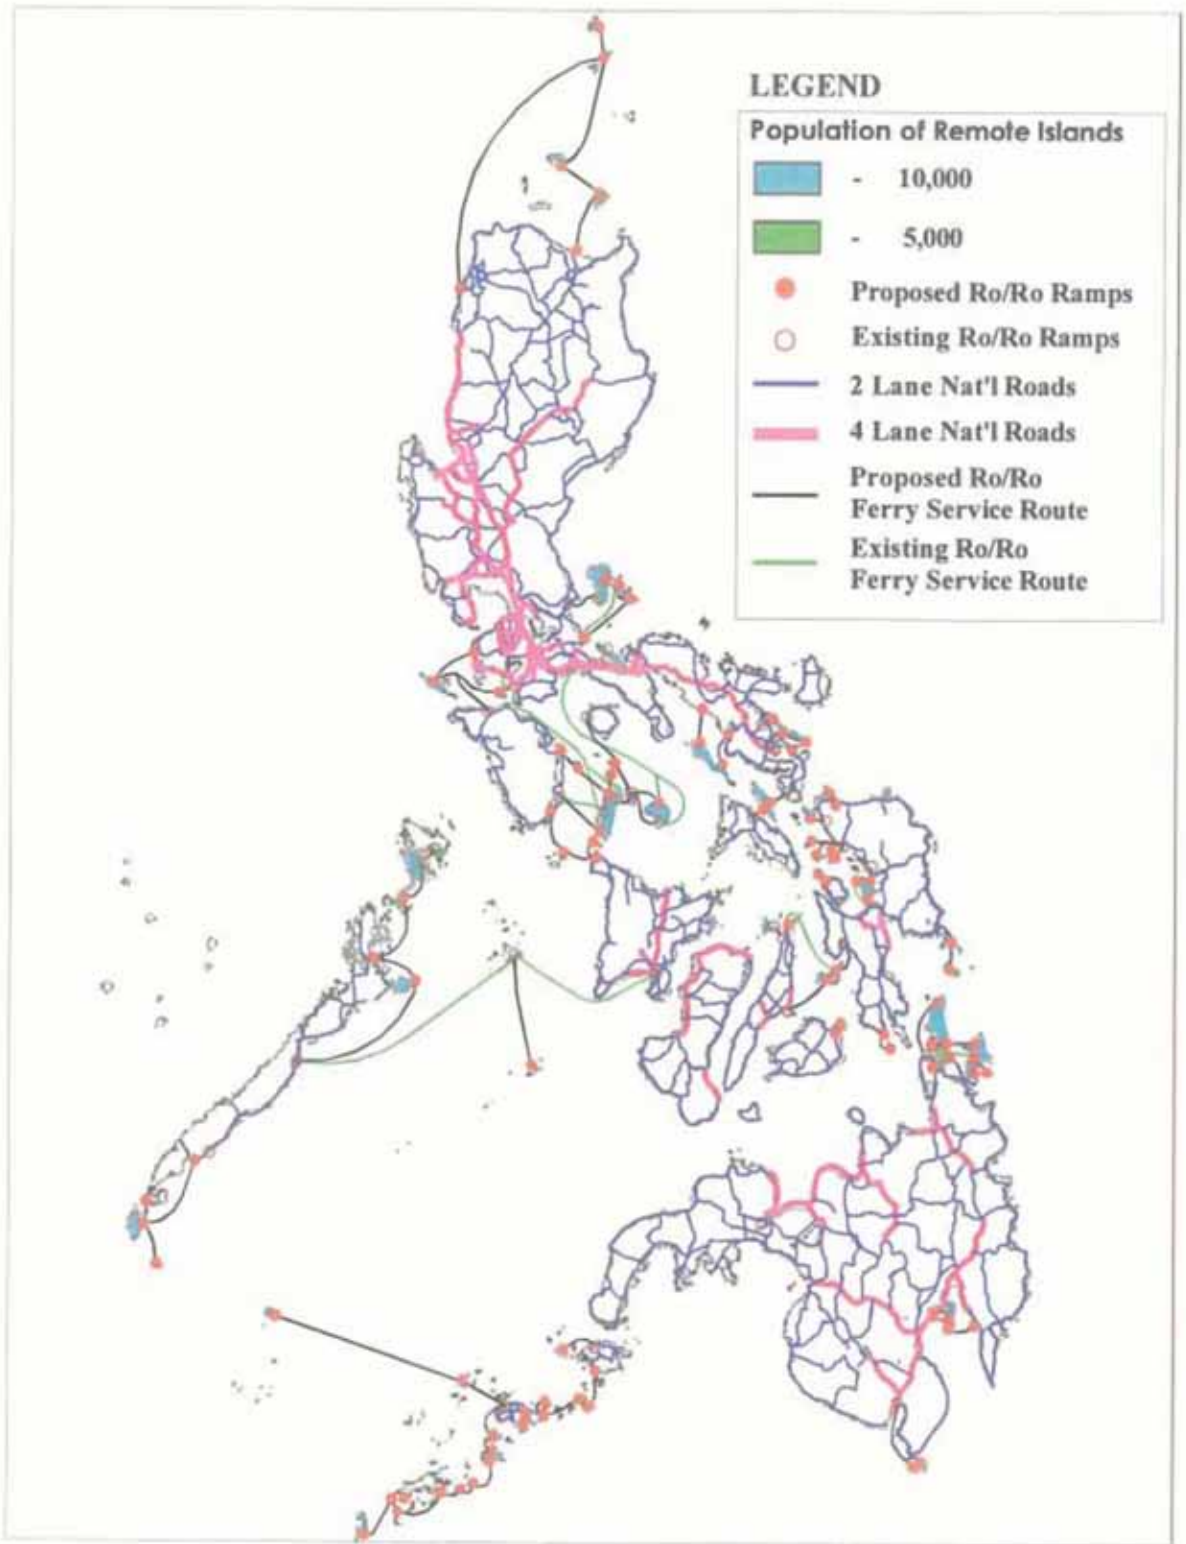 LEGEND
Population of Remote Islands
- 10,000
- 5,000
Proposed Ro/Ro Ramps
Existing Ro/Ro Ramps
2 Lane Nat'l Roads
4 Lane Nat'l Roads
Proposed Ro/Ro
Ferry Service Route
Existing Ro/Ro
Ferry Service Route